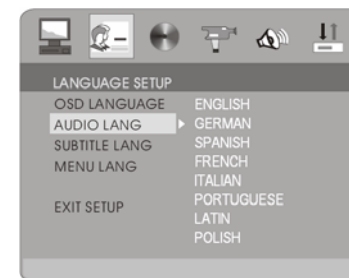 LANGUAGE SETUP
OSD LANGUAGE
AUDIO LANG
SUBTITLE LANG
MENU LANG
EXIT SETUP
ENGLISH
GERMAN
SPANISH
FRENCH
ITALIAN
PORTUGUESE
LATIN
POLISH